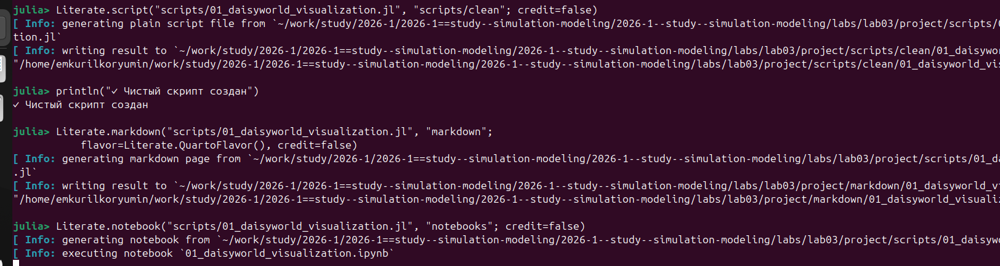 julia> Literate.script("scripts/01_daisyworld_visualization.jl", "scripts/clean"; credit=false)
[ Info: generating plain script file from `~/work/study/2026-1/2026-1==study--simulation-modeling/2026-1--study--simulation-modeling/labs/lab03/project/scripts/
tion.jl`
[ Info: writing result to `~/work/study/2026-1/2026-1==study--simulation-modeling/2026-1--study--simulation-modeling/labs/lab03/project/scripts/clean/01_daisywo
"/home/emkurilkoryumin/work/study/2026-1/2026-1==study--simulation-modeling/2026-1--study--simulation-modeling/labs/lab03/project/scripts/clean/01_daisyworld_vis
julia> println("✓ Чистый скрипт создан")
✓ Чистый скрипт создан
julia> Literate.markdown("scripts/01_daisyworld_visualization.jl", "markdown";
flavor=Literate.QuartoFlavor(), credit=false)
[ Info: generating markdown page from `~/work/study/2026-1/2026-1==study--simulation-modeling/2026-1--study--simulation-modeling/labs/lab03/project/scripts/01_da
.jl`
[ Info: writing result to `~/work/study/2026-1/2026-1==study--simulation-modeling/2026-1--study--simulation-modeling/labs/lab03/project/markdown/01_daisyworld_v
"/home/emkurilkoryumin/work/study/2026-1/2026-1==study--simulation-modeling/2026-1--study--simulation-modeling/labs/lab03/project/markdown/01_daisyworld_visualiz
julia> Literate.notebook("scripts/01_daisyworld_visualization.jl", "notebooks"; credit=false)
[ Info: generating notebook from `~/work/study/2026-1/2026-1==study--simulation-modeling/2026-1--study--simulation-modeling/labs/lab03/project/scripts/01_daisyw
[ Info: executing notebook `01_daisyworld_visualization.ipynb`